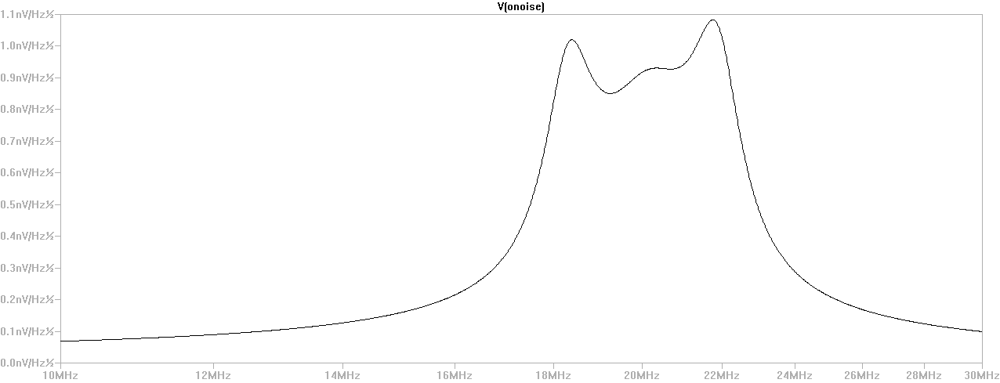 V(onoise)
1.1nV/Hz½
1.0nV/Hz½
0.9nV/Hz½
0.8nV/Hz½
0.7nV/Hz½
0.6nV/Hz½
0.5nV/Hz½
0.4nV/Hz½
0.3nV/Hz½
0.2nV/Hz½
0.1nV/Hz½
0.0nV/Hz½
10MHz 12MHz 14MHz 16MHz 18MHz 20MHz 22MHz 24MHz 26MHz 28MHz 30MHz